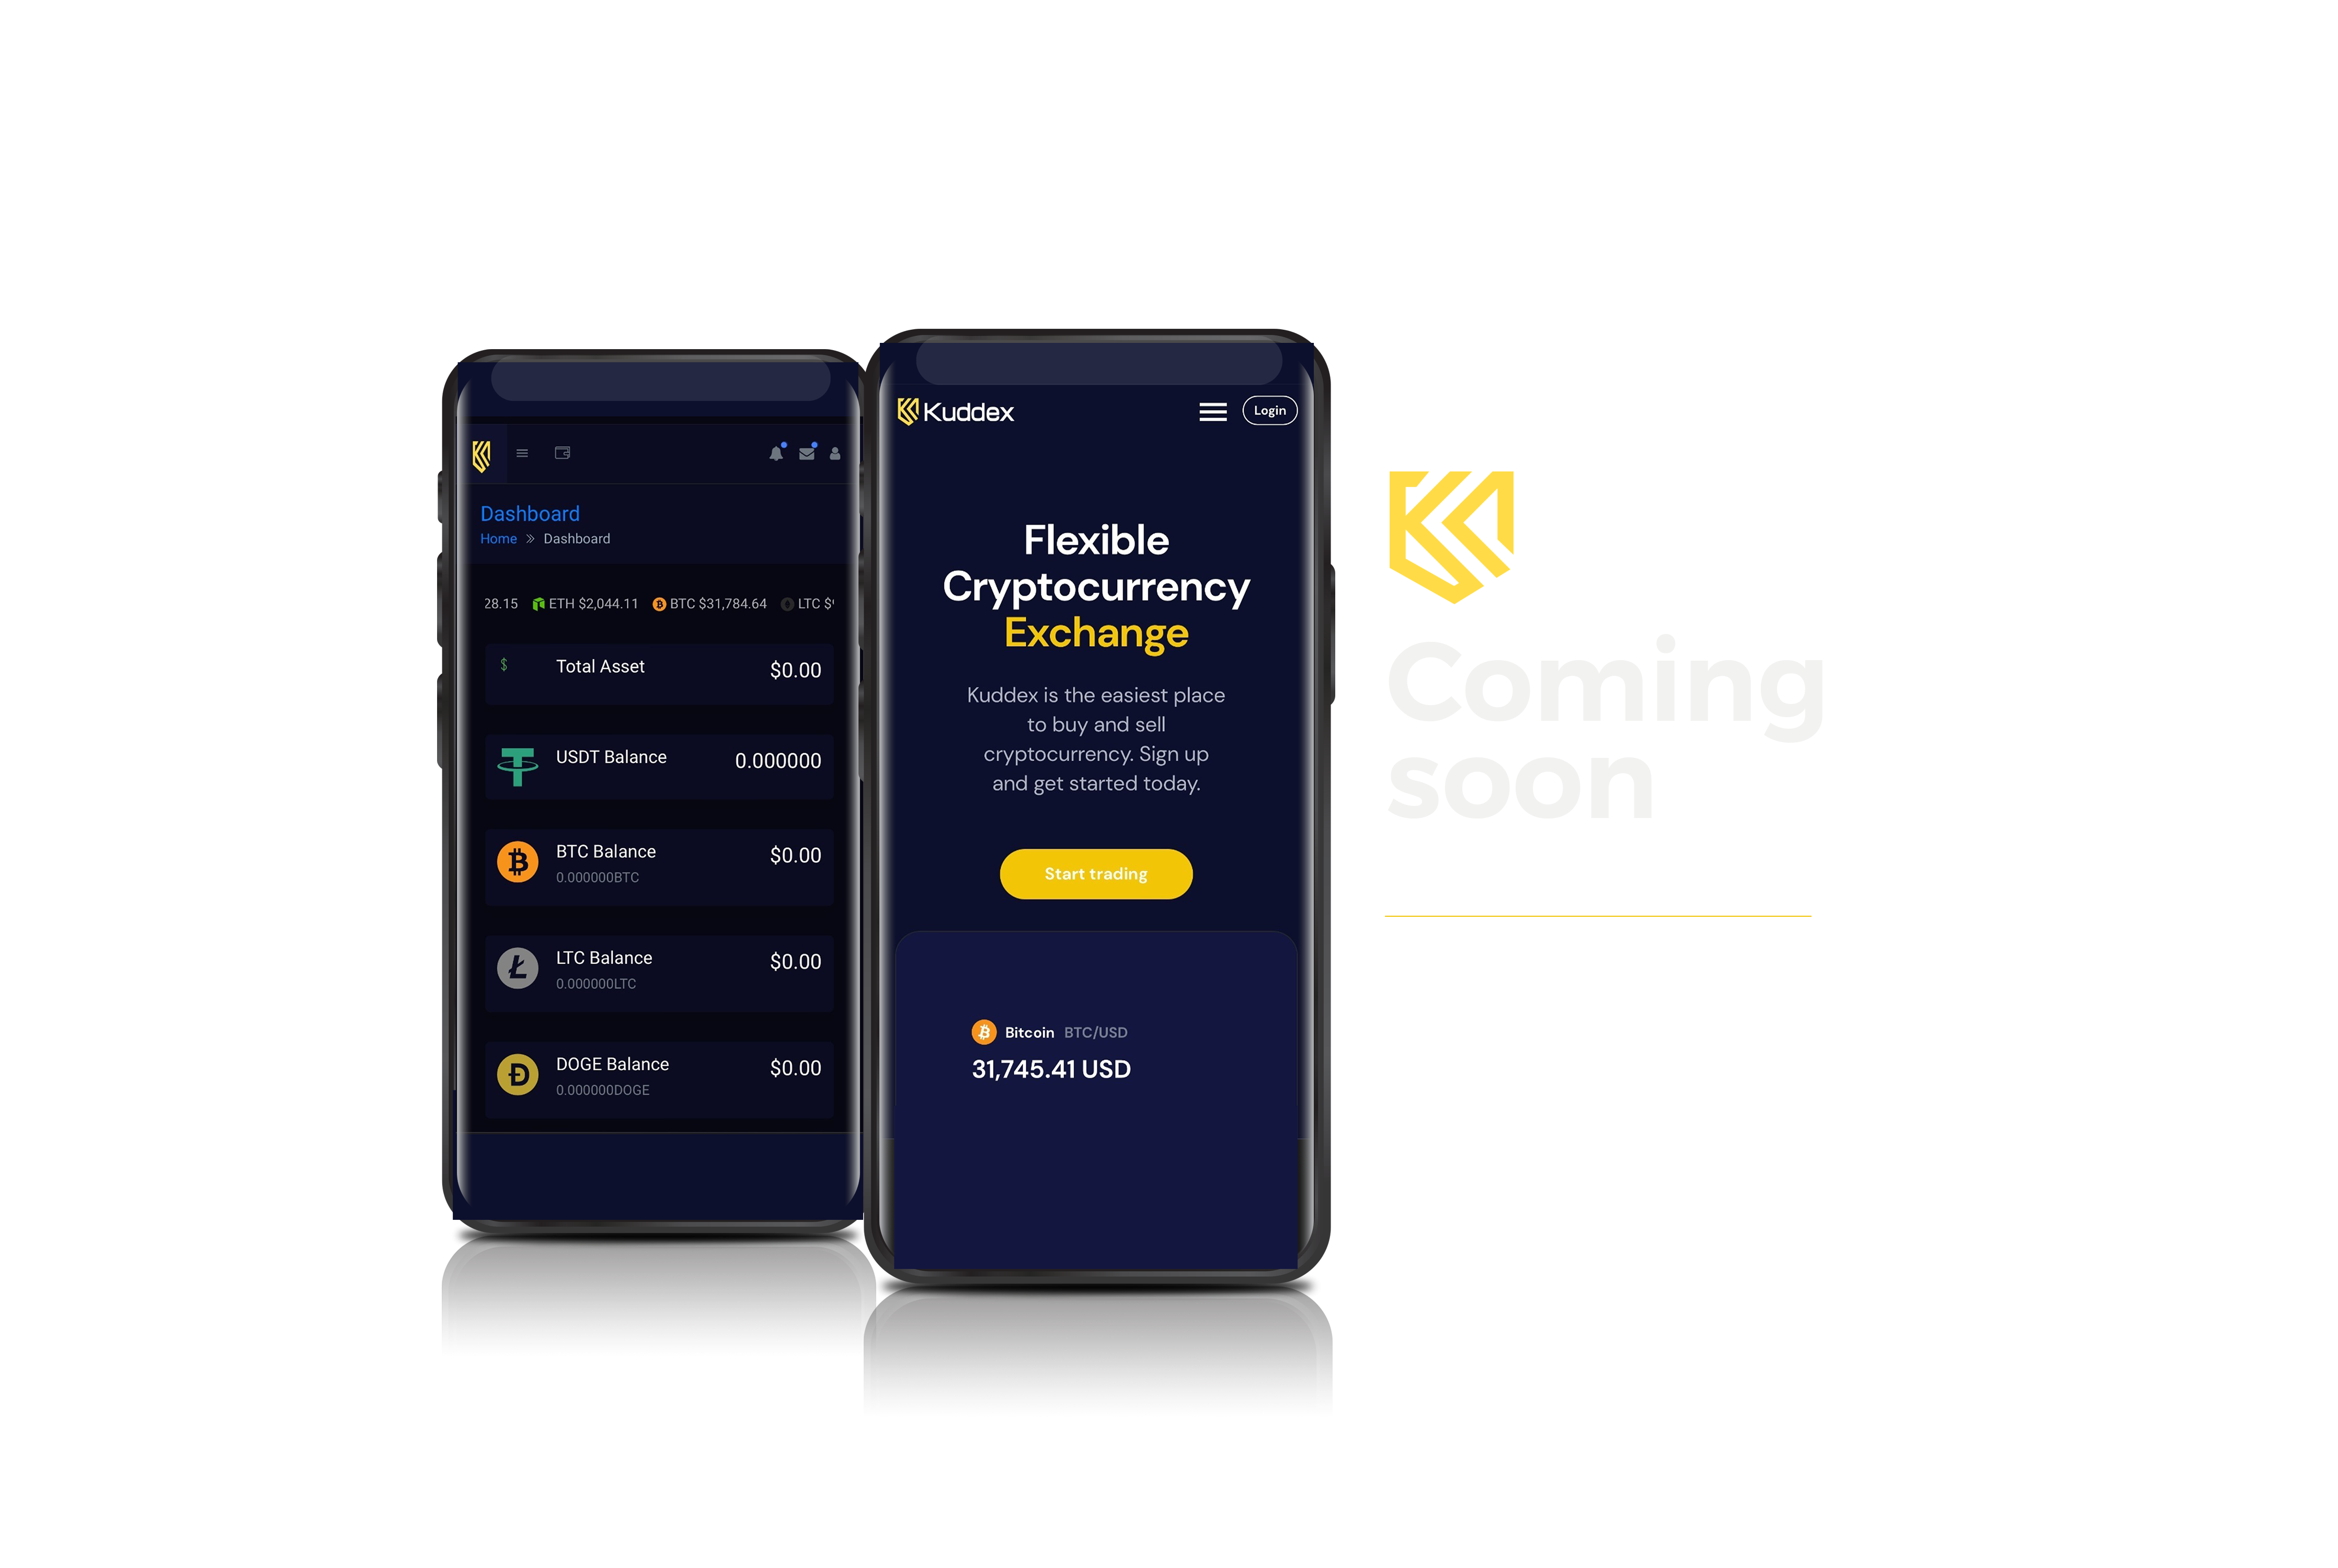 Dashboard
Home » Dashboard
28.15 ETH $2,044.11 BTC $31,784.64 LTC $
$ Total Asset $0.00
USDT Balance 0.000000
BTC Balance $0.00
0.000000BTC
LTC Balance $0.00
0.000000LTC
DOGE Balance $0.00
0.000000DOGE
Kuddex
Login
Flexible
Cryptocurrency
Exchange
Kuddex is the easiest place
to buy and sell
cryptocurrency. Sign up
and get started today.
Start trading
Bitcoin BTC/USD
31,745.41 USD
Coming
soon